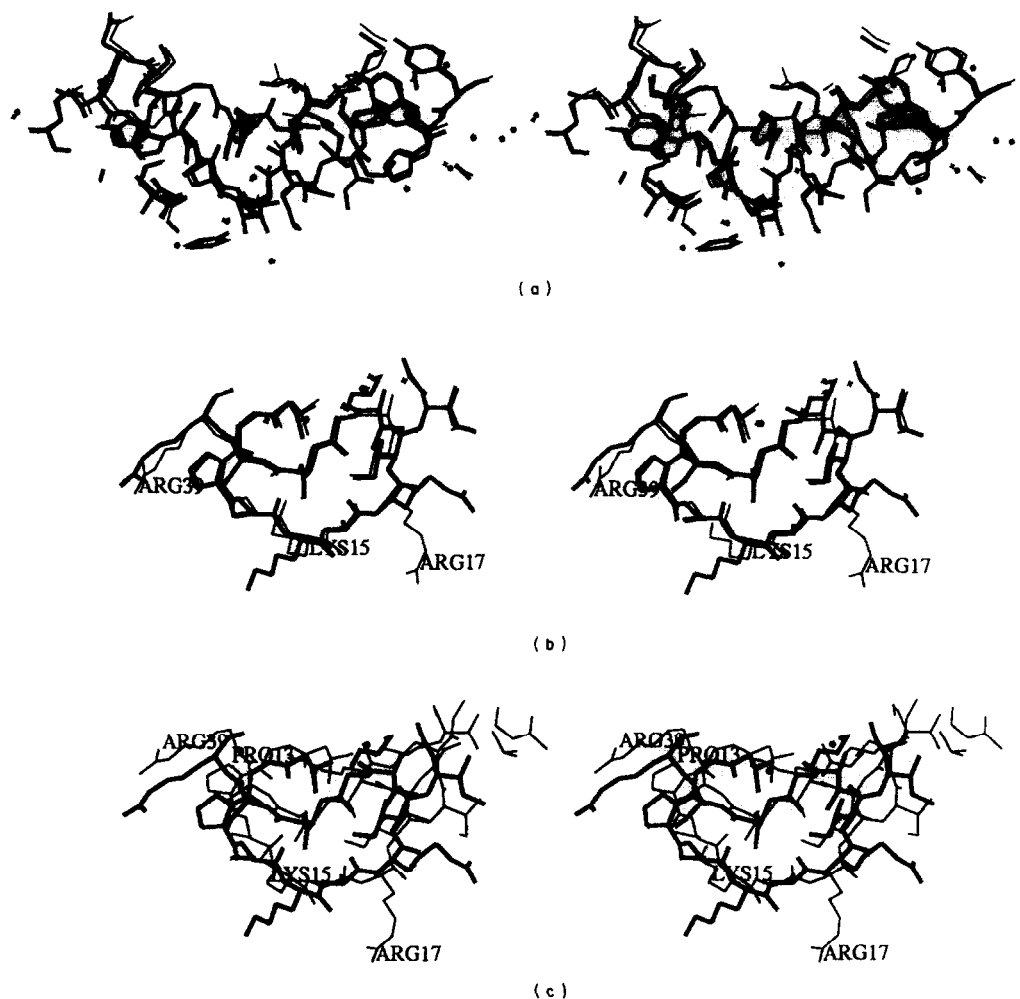 ( a )
ARG39 ARG39
LYS15 LYS15
ARG17 ARG17
( b )
ARG39 ARG39
PRO13 PRO13
LYS15 LYS15
ARG17 ARG17
( c )